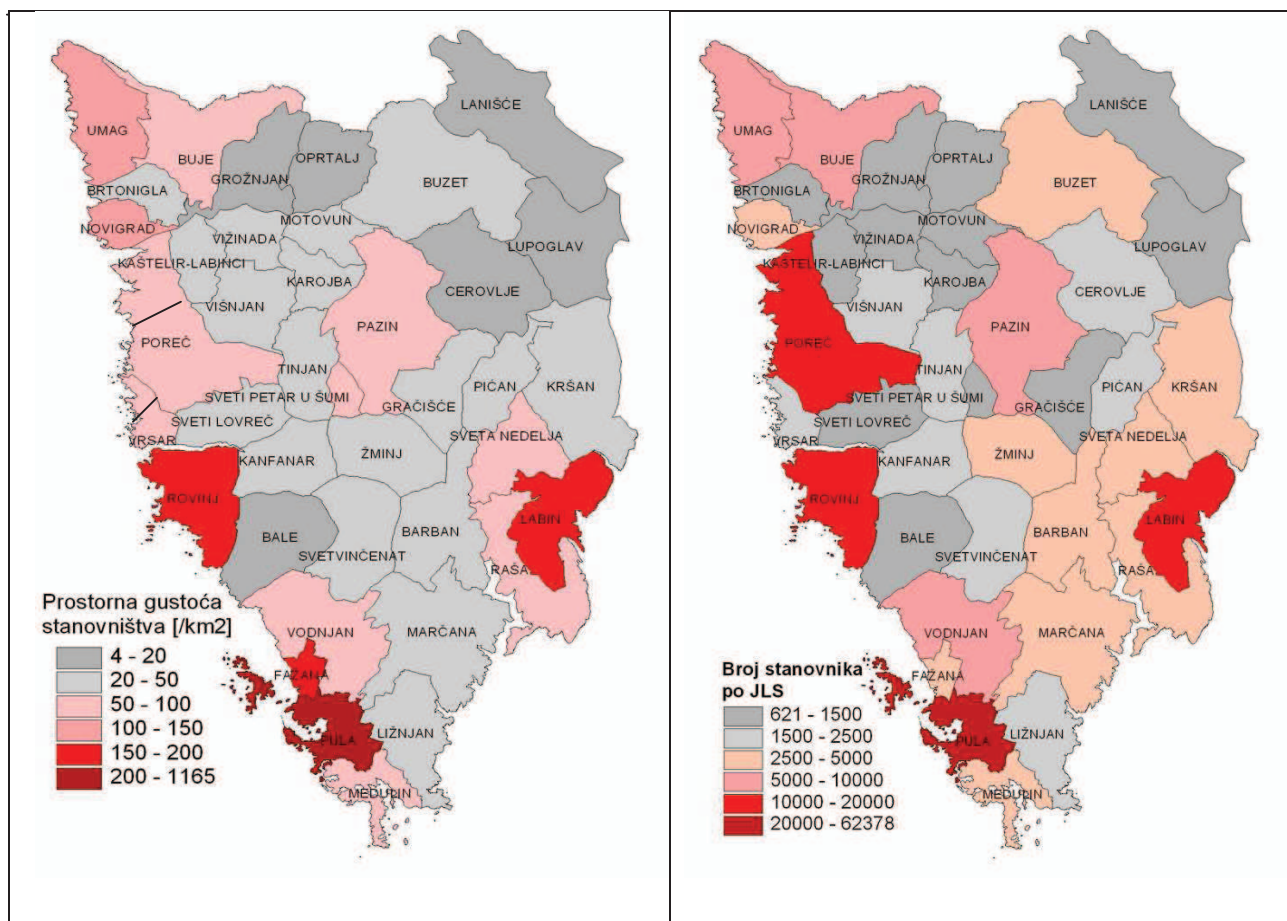 LANIŠĆE
UMAG
BUJE
OPRTALJ
GROŽNJAN
BUZET
BRTONIGLA
NOVIGRAD
MOTOVUN
VIŽINADA
LUPOGLAV
KAŠTELIR-LABINCI
KAROJBA
CEROVLJE
VIŠNJAN
PAZIN
POREČ
TINJAN
PIĆAN
KRŠAN
SVETI PETAR U ŠUMI
GRAČIŠĆE
SVETI LOVREČ
VRSAR
SVETA NEDELJA
KANFANAR
ŽMINJ
ROVINJ
LABIN
BALE
BARBAN
SVETVINČENAT
RAŠA
VODNJAN
MARČANA
FAŽANA
PULA
LIŽNJAN
MEDULIN
Prostorna gustoća
stanovništva [/km2]
4 - 20
20 - 50
50 - 100
100 - 150
150 - 200
200 - 1165
LANIŠĆE
UMAG
BUJE
OPRTALJ
GROŽNJAN
BUZET
BRTONIGLA
NOVIGRAD
MOTOVUN
VIŽINADA
LUPOGLAV
KAŠTELIR-LABINCI
KAROJBA
CEROVLJE
VIŠNJAN
PAZIN
POREČ
TINJAN
PIĆAN
KRŠAN
SVETI PETAR U ŠUMI
GRAČIŠĆE
SVETI LOVREČ
VRSAR
SVETA NEDELJA
KANFANAR
ŽMINJ
ROVINJ
LABIN
BALE
BARBAN
SVETVINČENAT
RAŠA
VODNJAN
MARČANA
FAŽANA
PULA
LIŽNJAN
MEDULIN
Broj stanovnika
po JLS
621 - 1500
1500 - 2500
2500 - 5000
5000 - 10000
10000 - 20000
20000 - 62378